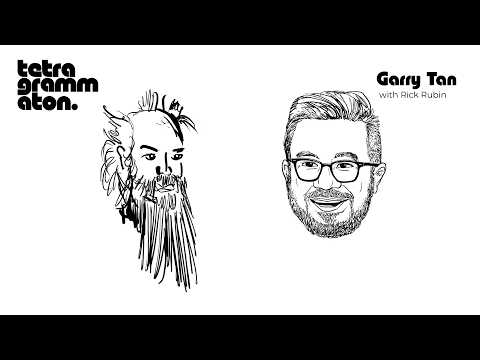 tetra
gramm
aton.
Garry Tan
with Rick Rubin